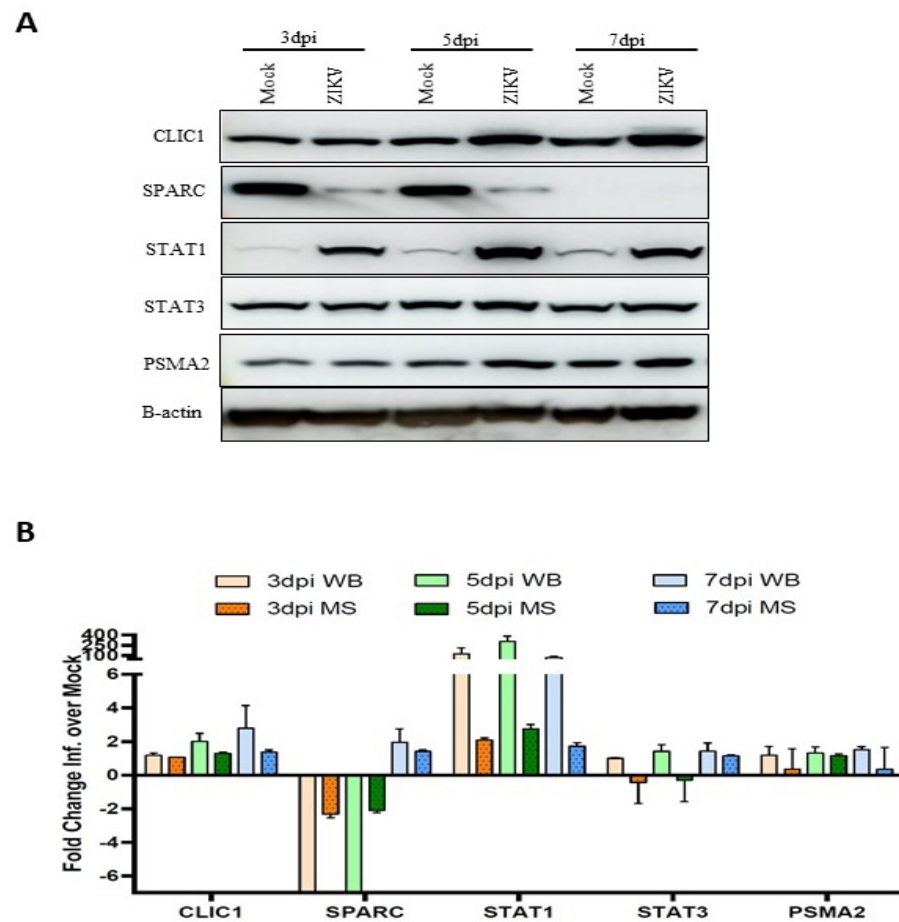 A
3dpi 5dpi 7dpi
Mock ZIKV Mock ZIKV Mock ZIKV
CLIC1
SPARC
STAT1
STAT3
PSMA2
B-actin
B
3dpi WB 5dpi WB 7dpi WB
3dpi MS 5dpi MS 7dpi MS
Fold Change Inf. over Mock
400
250
100
6
4
2
0
-2
-4
-6
CLIC1 SPARC STAT1 STAT3 PSMA2